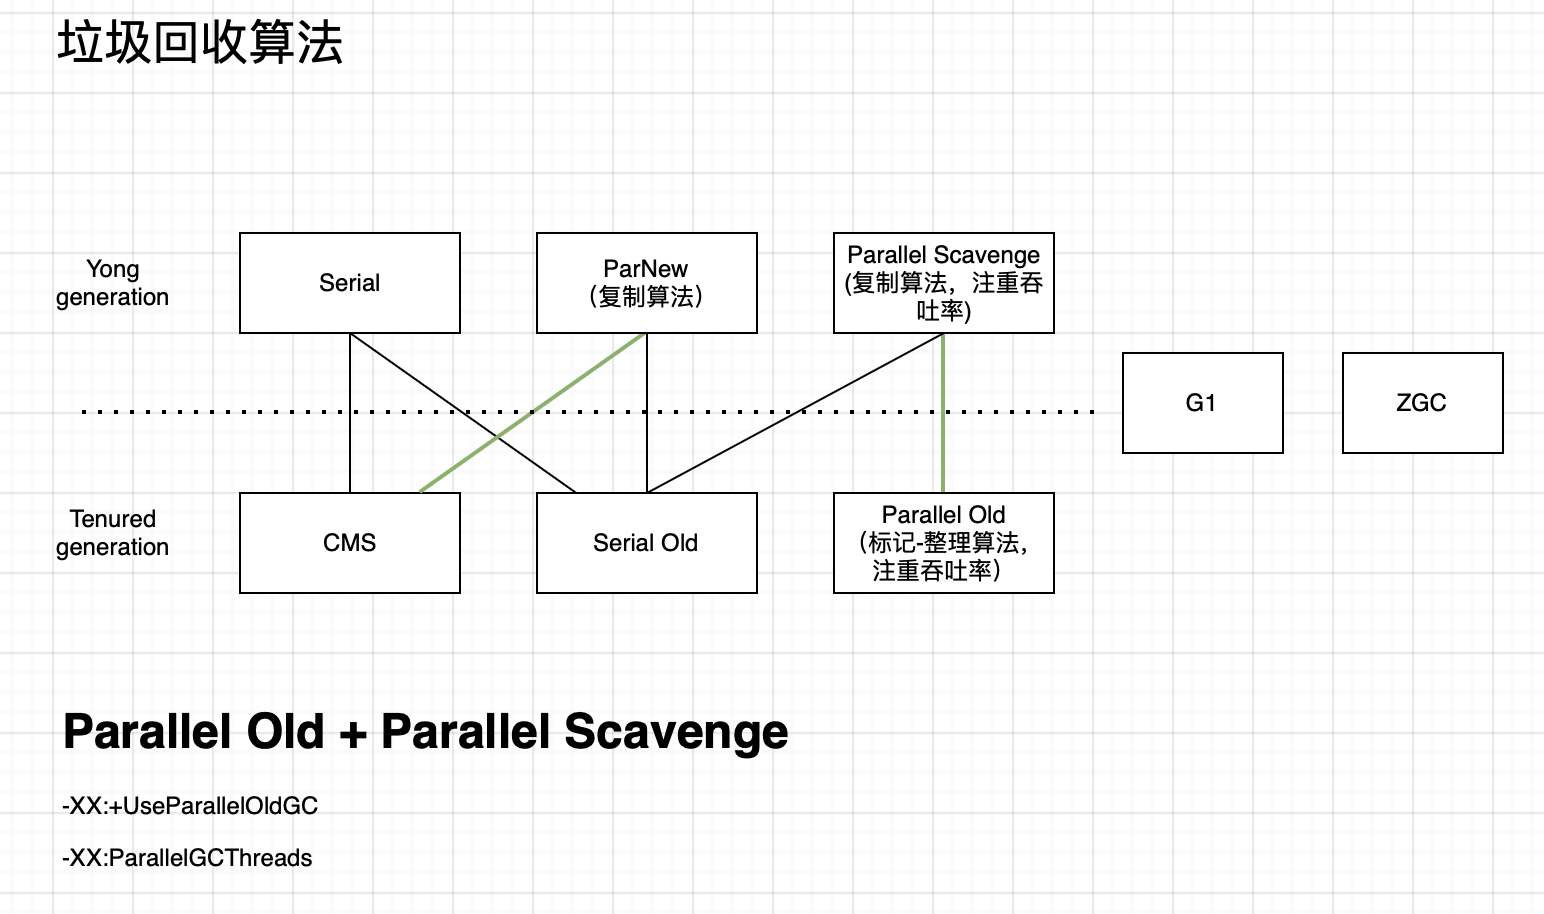 垃圾回收算法
Yong
generation
Serial
ParNew
（复制算法）
Parallel Scavenge
(复制算法，注重吞
吐率)
G1
ZGC
Tenured
generation
CMS
Serial Old
Parallel Old
（标记-整理算法，
注重吞吐率）
Parallel Old + Parallel Scavenge
-XX:+UseParallelOldGC
-XX:ParallelGCThreads